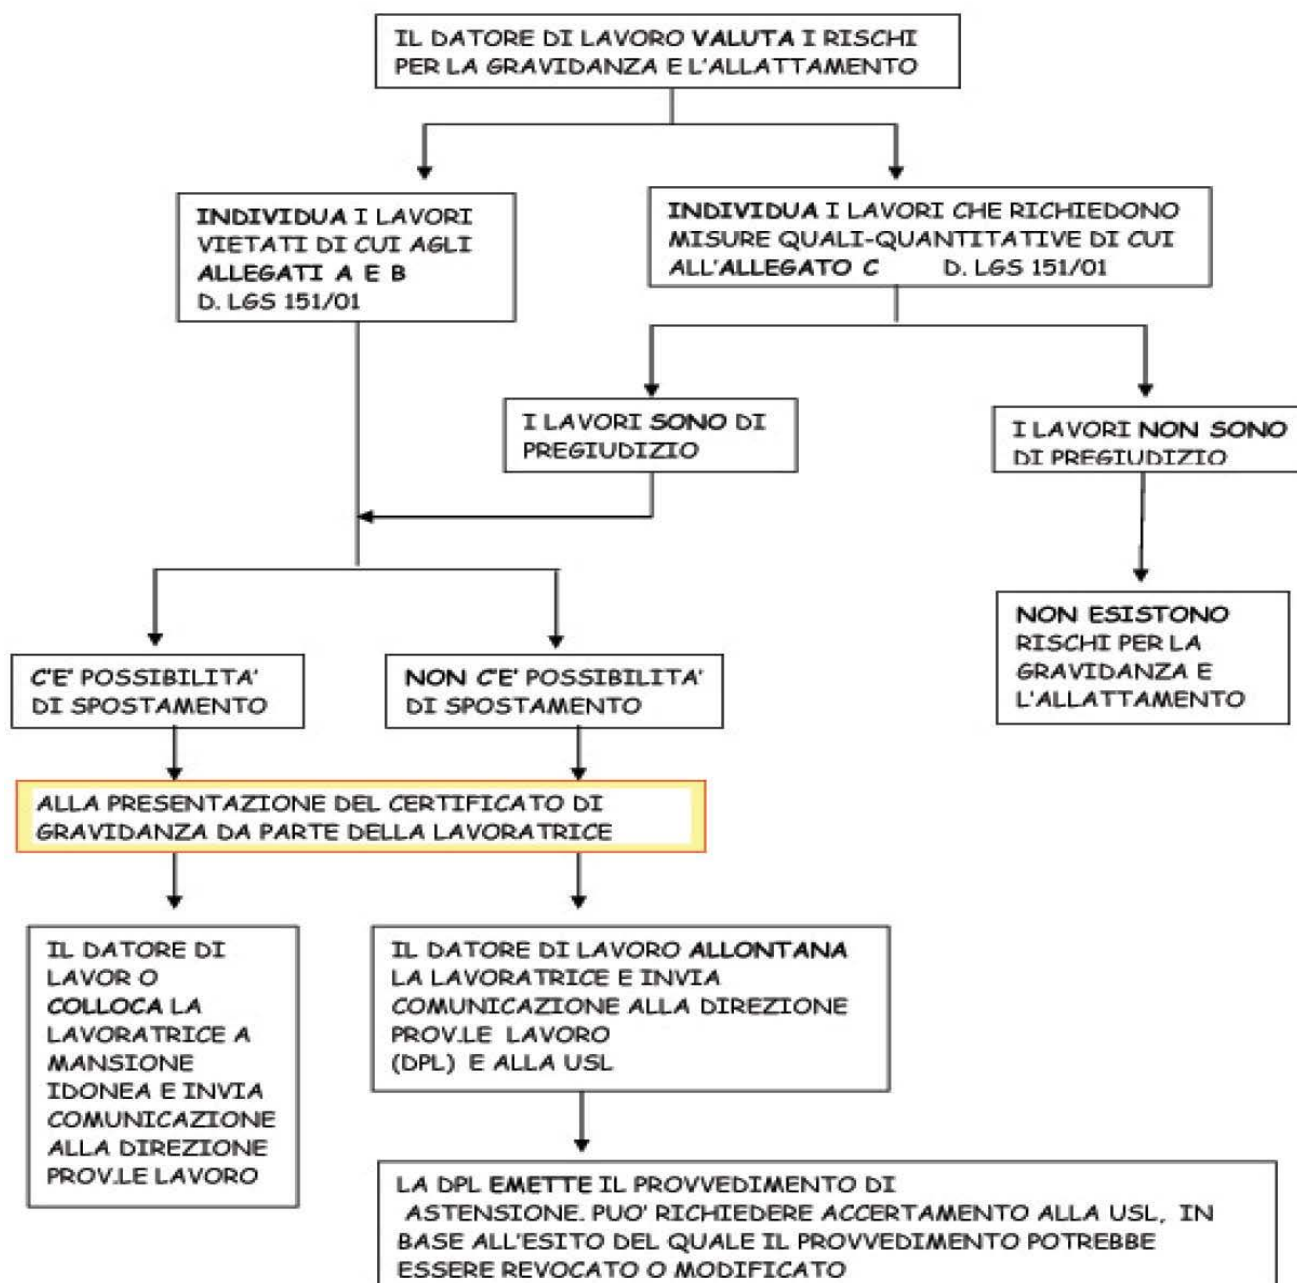 IL DATORE DI LAVORO VALUTA I RISCHI
PER LA GRAVIDANZA E L'ALLATTAMENTO
INDIVIDUA I LAVORI
VIETATI DI CUI AGLI
ALLEGATI A E B
D. LGS 151/01
INDIVIDUA I LAVORI CHE RICHIEDONO
MISURE QUALI-QUANTITATIVE DI CUI
ALL'ALLEGATO C D. LGS 151/01
I LAVORI SONO DI
PREGIUDIZIO
I LAVORI NON SONO
DI PREGIUDIZIO
NON ESISTONO
RISCHI PER LA
GRAVIDANZA E
L'ALLATTAMENTO
C'E' POSSIBILITA'
DI SPOSTAMENTO
NON C'E' POSSIBILITA'
DI SPOSTAMENTO
ALLA PRESENTAZIONE DEL CERTIFICATO DI
GRAVIDANZA DA PARTE DELLA LAVORATRICE
IL DATORE DI
LAVOR O
COLLOCA LA
LAVORATRICE A
MANSIONE
IDONEA E INVIA
COMUNICAZIONE
ALLA DIREZIONE
PROV.LE LAVORO
IL DATORE DI LAVORO ALLONTANA
LA LAVORATRICE E INVIA
COMUNICAZIONE ALLA DIREZIONE
PROV.LE LAVORO
(DPL) E ALLA USL
LA DPL EMETTE IL PROVVEDIMENTO DI
ASTENSIONE. PUO' RICHIEDERE ACCERTAMENTO ALLA USL, IN
BASE ALL'ESITO DEL QUALE IL PROVVEDIMENTO POTREBBE
ESSERE REVOCATO O MODIFICATO